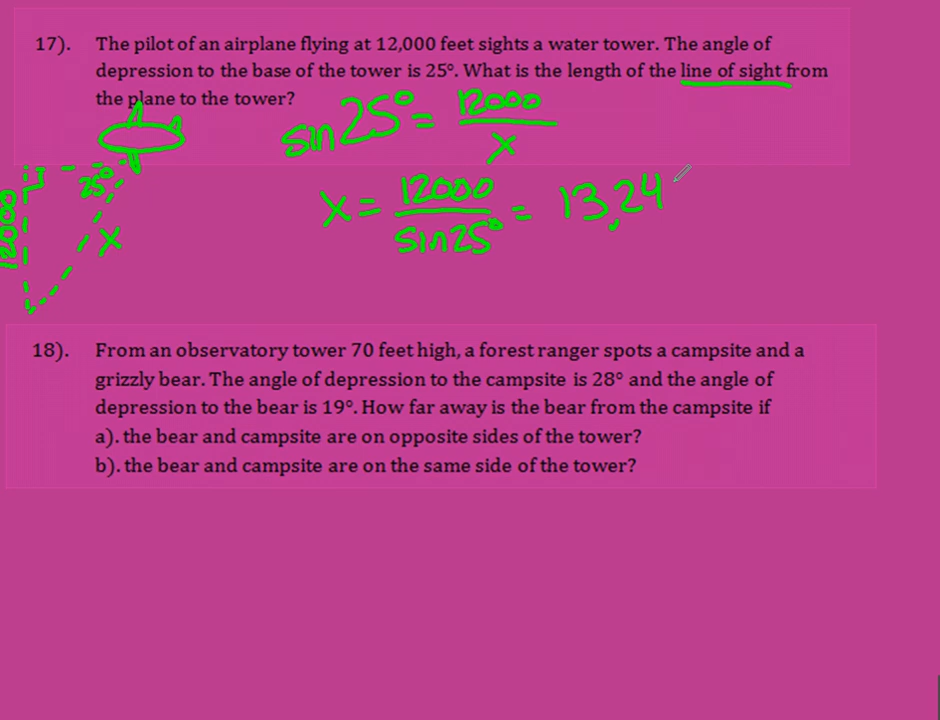 17). The pilot of an airplane flying at 12,000 feet sights a water tower. The angle of
depression to the base of the tower is 25°. What is the length of the line of sight from
the plane to the tower?
sin 25° = 12000 / x
25°
12000
x
x = 12000 / sin 25° = 13,24
18). From an observatory tower 70 feet high, a forest ranger spots a campsite and a
grizzly bear. The angle of depression to the campsite is 28° and the angle of
depression to the bear is 19°. How far away is the bear from the campsite if
a). the bear and campsite are on opposite sides of the tower?
b). the bear and campsite are on the same side of the tower?